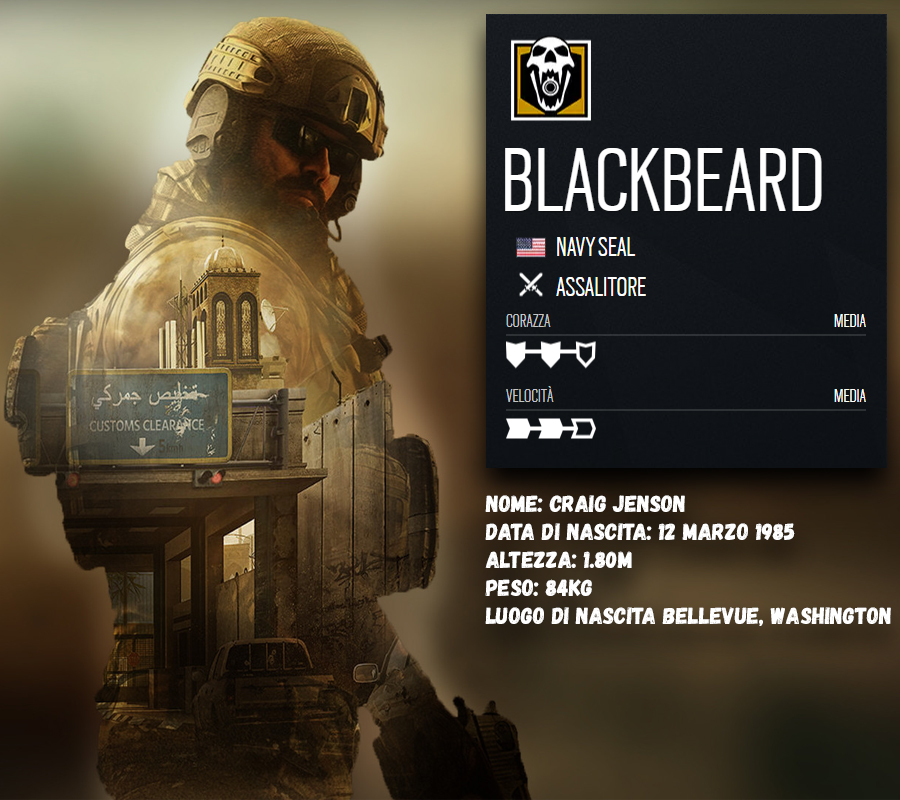 BLACKBEARD
NAVY SEAL
ASSALITORE
CORAZZA MEDIA
VELOCITÀ MEDIA
تخليص جمركي
CUSTOMS CLEARANCE
5km
NOME: CRAIG JENSON
DATA DI NASCITA: 12 MARZO 1985
ALTEZZA: 1.80M
PESO: 84KG
LUOGO DI NASCITA BELLEVUE, WASHINGTON